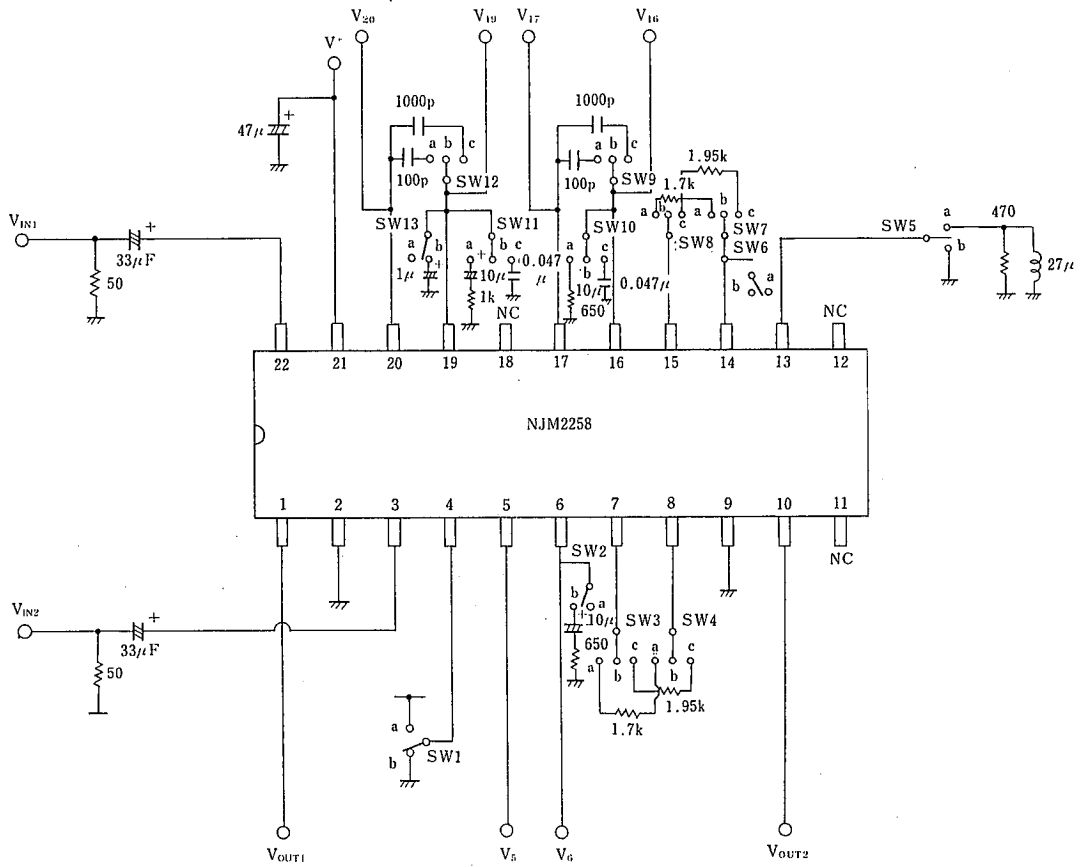 V20
V19
V17
V16
V+
1000p
1000p
47μ
+
a b c
a b c
1.95k
100p
SW12
100p
SW9
1.7k
a b c a b c
VIN1
+
SW13
SW11
SW10
SW7
SW8
SW6
SW5
a
b
470
33μF
a b
a b c
a b c
27μ
50
1μ
+
+
10μ
0.047μ
10μ
0.047μ
b a
1k
650
NC
NC
22 21 20 19 18 17 16 15 14 13 12
NJM2258
1 2 3 4 5 6 7 8 9 10 11
NC
SW2
b a
VIN2
+
+
10μ
SW3
SW4
33μF
650
a b c a b c
50
1.95k
a
1.7k
b
SW1
VOUT1
V5
V6
VOUT2